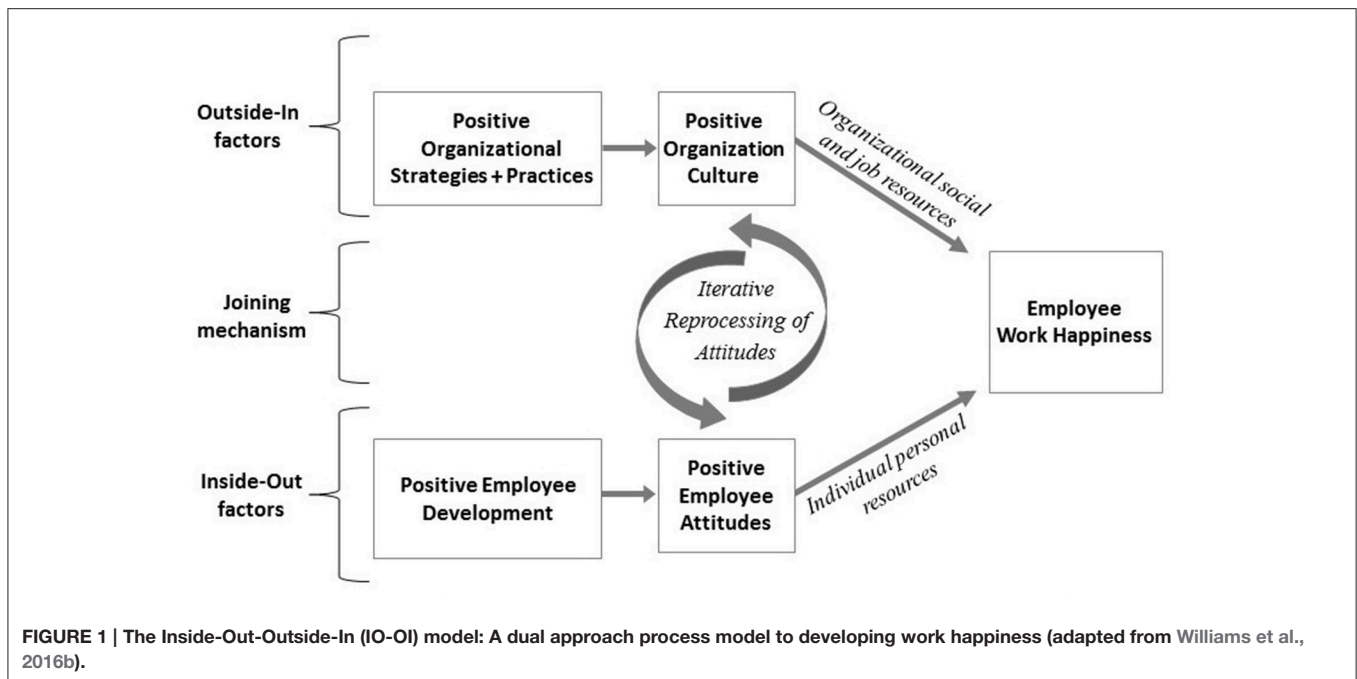 Outside-In
factors
Positive
Organizational
Strategies + Practices
Positive
Organization
Culture
Organizational social
and job resources
Joining
mechanism
Iterative
Reprocessing of
Attitudes
Employee
Work Happiness
Inside-Out
factors
Positive Employee
Development
Positive
Employee
Attitudes
Individual personal
resources
FIGURE 1 | The Inside-Out-Outside-In (IO-OI) model: A dual approach process model to developing work happiness (adapted from Williams et al.,
2016b).